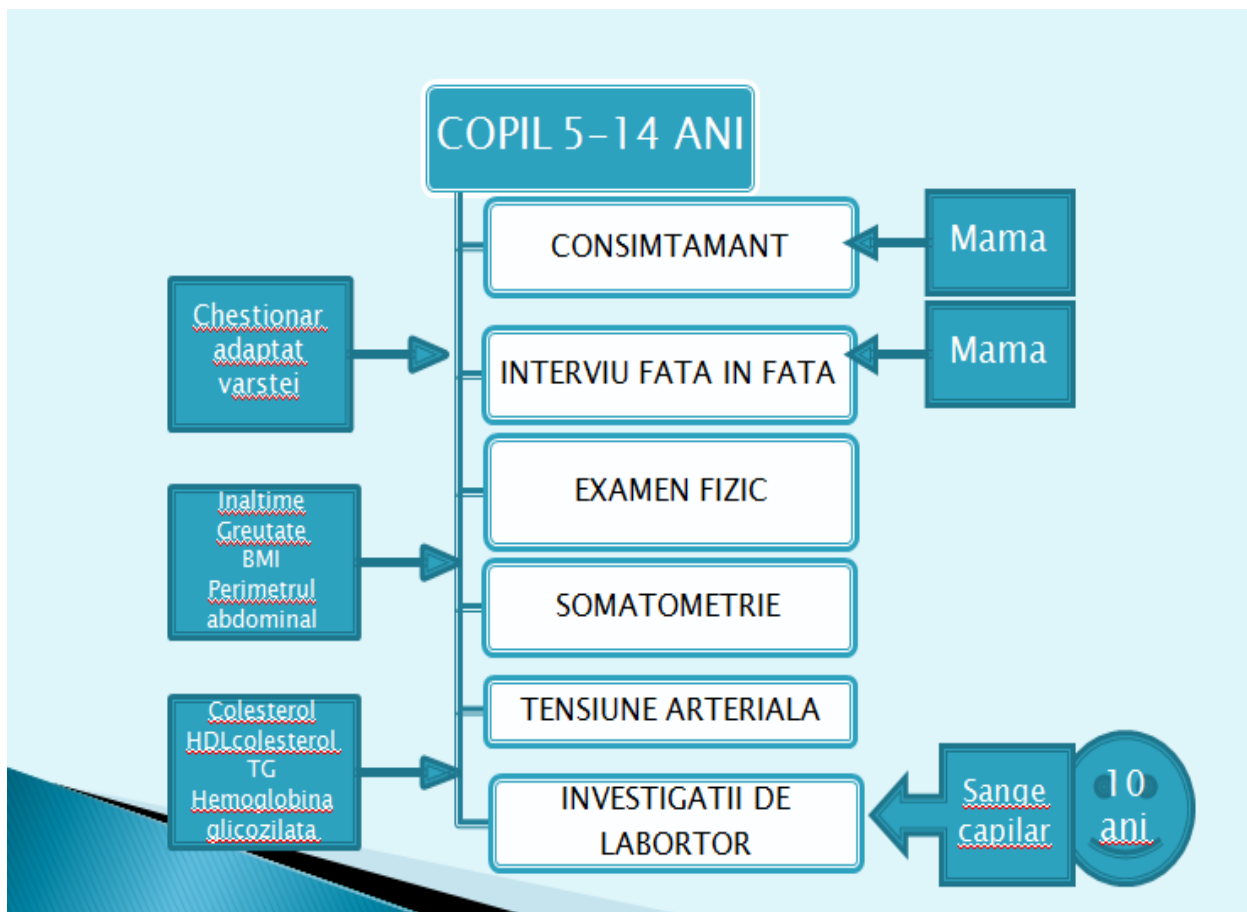 COPIL 5-14 ANI
CONSIMTAMANT
Mama
Chestionar
adaptat
varstei
INTERVIU FATA IN FATA
Mama
EXAMEN FIZIC
Inaltime
Greutate
BMI
Perimetrul
abdominal
SOMATOMETRIE
TENSIUNE ARTERIALA
Colesterol
HDLcolesterol
TG
Hemoglobina
glicozilata
INVESTIGATII DE
LABORTOR
Sange
capilar
10
ani